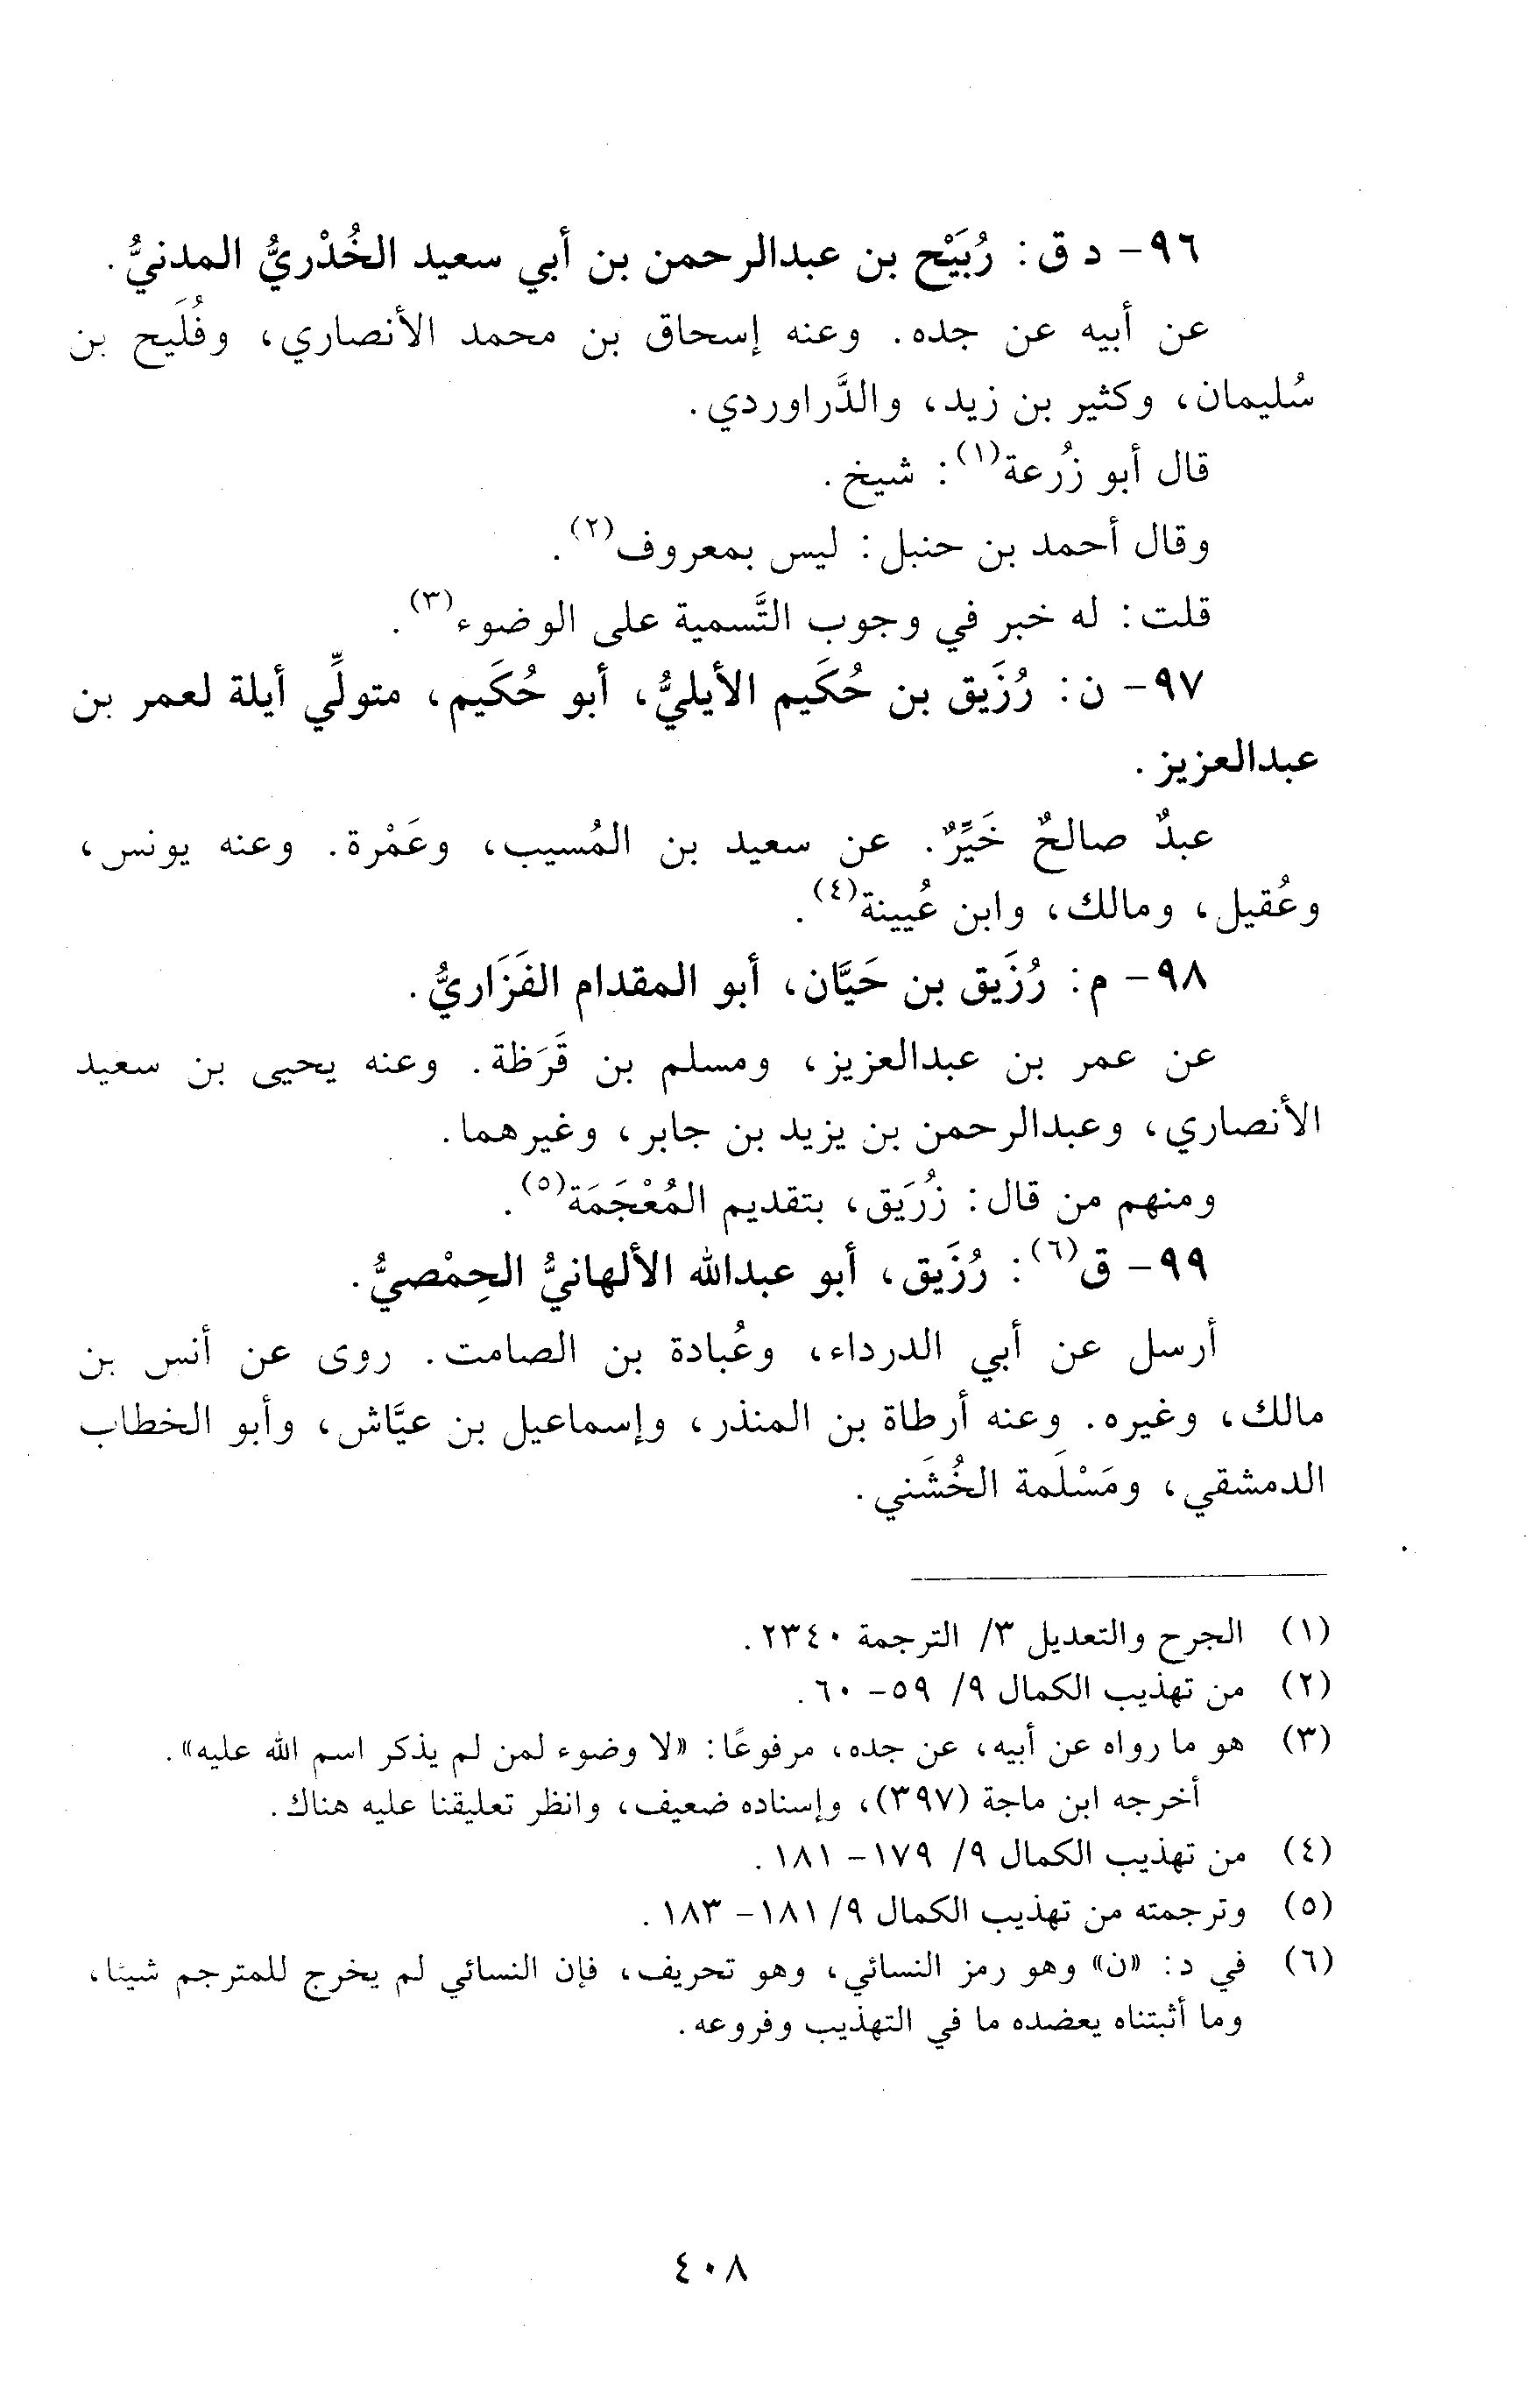 ٩٦- د ق: رُبَيْح بن عبدالرحمن بن أبي سعيد الخُدْريُّ المدنيُّ.
عن أبيه عن جده. وعنه إسحاق بن محمد الأنصاري، وفُلَيح بن
سُليمان، وكثير بن زيد، والدَّراوردي.
قال أبو زُرعة(١): شيخ.
وقال أحمد بن حنبل: ليس بمعروف(٢).
قلت: له خبر في وجوب التَّسمية على الوضوء(٣).
٩٧- ن: رُزَيق بن حُكَيم الأيليُّ، أبو حُكَيم، متولِّي أيلة لعمر بن
عبدالعزيز.
عبدٌ صالحٌ خَيِّرٌ. عن سعيد بن المُسيب، وعَمْرة. وعنه يونس،
وعُقيل، ومالك، وابن عُيينة(٤).
٩٨- م: رُزَيق بن حَيَّان، أبو المقدام الفَزَاريُّ.
عن عمر بن عبدالعزيز، ومسلم بن قَرَظة. وعنه يحيى بن سعيد
الأنصاري، وعبدالرحمن بن يزيد بن جابر، وغيرهما.
ومنهم من قال: زُرَيق، بتقديم المُعْجَمَة(٥).
٩٩- ق(٦): رُزَيق، أبو عبدالله الألهانيُّ الحِمْصيُّ.
أرسل عن أبي الدرداء، وعُبادة بن الصامت. روى عن أنس بن
مالك، وغيره. وعنه أرطاة بن المنذر، وإسماعيل بن عيَّاش، وأبو الخطاب
الدمشقي، ومَسْلَمة الخُشَني.
(١) الجرح والتعديل ٣/ الترجمة ٢٣٤٠.
(٢) من تهذيب الكمال ٩/ ٥٩- ٦٠.
(٣) هو ما رواه عن أبيه، عن جده، مرفوعًا: «لا وضوء لمن لم يذكر اسم الله عليه».
أخرجه ابن ماجة (٣٩٧)، وإسناده ضعيف، وانظر تعليقنا عليه هناك.
(٤) من تهذيب الكمال ٩/ ١٧٩- ١٨١.
(٥) وترجمته من تهذيب الكمال ٩/ ١٨١- ١٨٣.
(٦) في د: «ن» وهو رمز النسائي، وهو تحريف، فإن النسائي لم يخرج للمترجم شيئا،
وما أثبتناه يعضده ما في التهذيب وفروعه.
٤٠٨